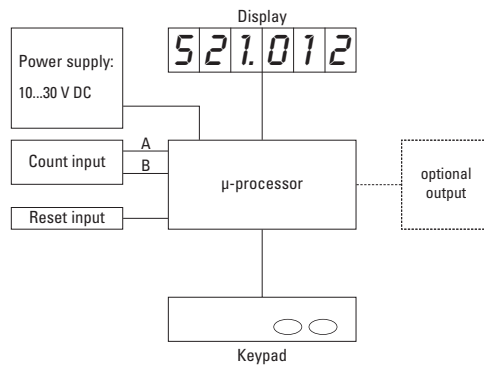 Display
521.012
Power supply:
10...30 V DC
A
Count input
B
µ-processor
optional
output
Reset input
Keypad